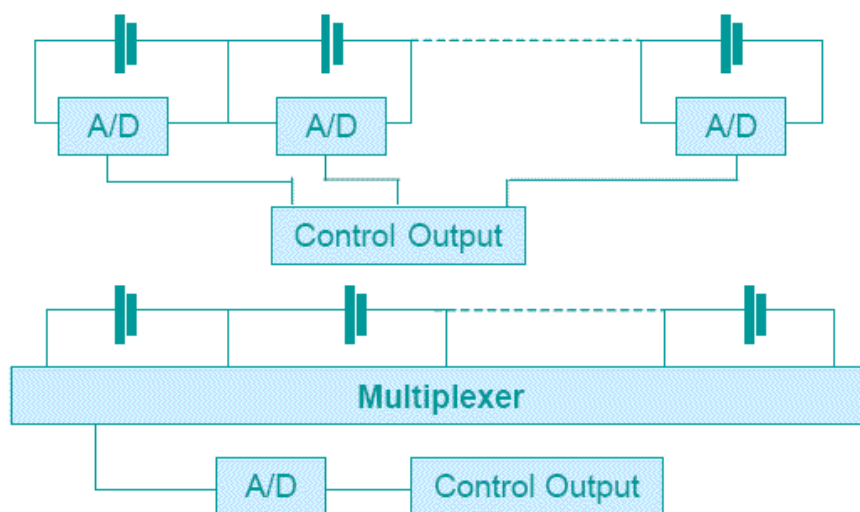 A/D
A/D
A/D
Control Output
Multiplexer
A/D
Control Output